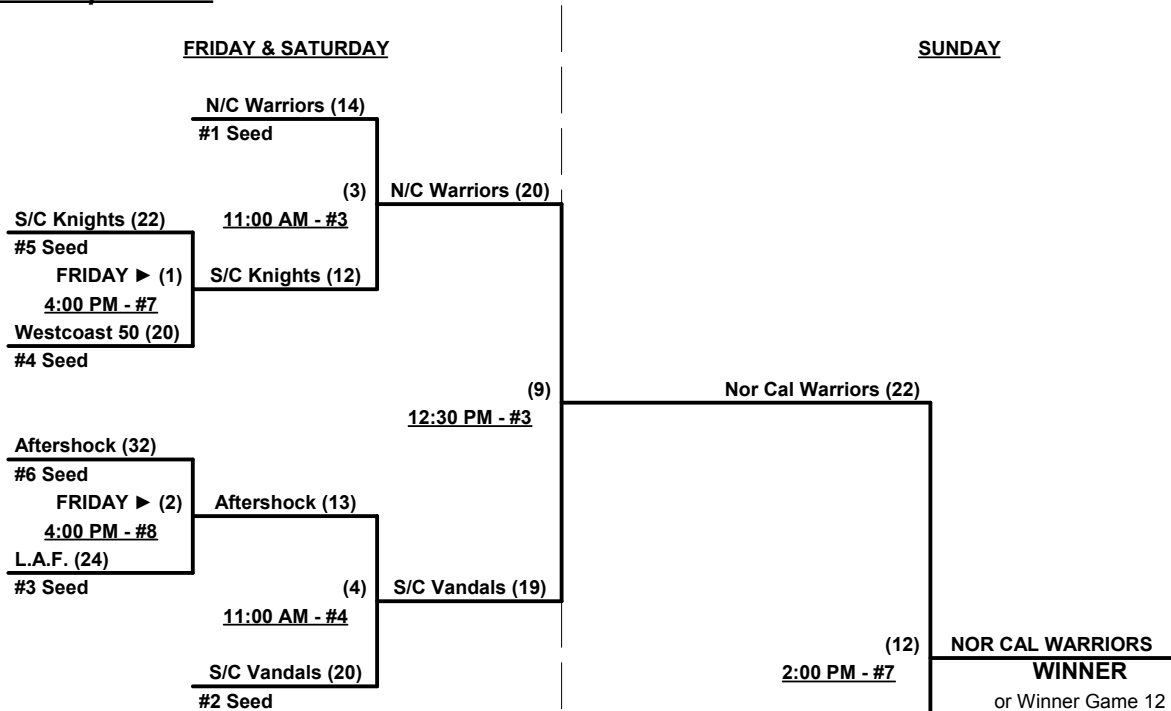 FRIDAY & SATURDAY
SUNDAY
N/C Warriors (14)
#1 Seed
(3)
N/C Warriors (20)
11:00 AM - #3
S/C Knights (22)
#5 Seed
FRIDAY ► (1)
S/C Knights (12)
4:00 PM - #7
Westcoast 50 (20)
#4 Seed
(9)
Nor Cal Warriors (22)
12:30 PM - #3
Aftershock (32)
#6 Seed
FRIDAY ► (2)
Aftershock (13)
4:00 PM - #8
L.A.F. (24)
#3 Seed
(4)
S/C Vandals (19)
11:00 AM - #4
S/C Vandals (20)
#2 Seed
(12)
NOR CAL WARRIORS
2:00 PM - #7
WINNER
or Winner Game 12